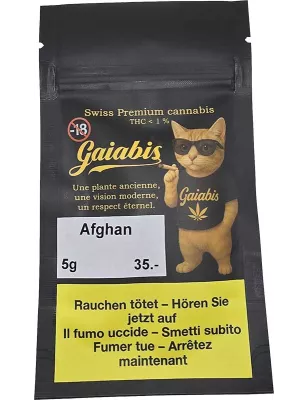 Swiss Premium cannabis
THC < 1 %
-18
Gaiabis
Une plante ancienne,
une vision moderne,
un respect éternel.
Gaiabis
Afghan
5g 35.-
Rauchen tötet – Hören Sie
jetzt auf
Il fumo uccide – Smetti subito
Fumer tue – Arrêtez
maintenant